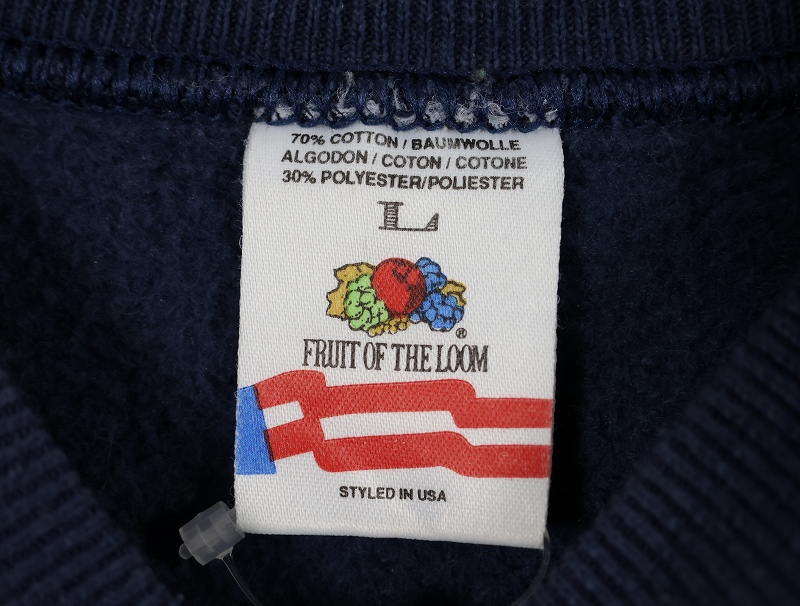 70% COTTON / BAUMWOLLE
ALGODON / COTON / COTONE
30% POLYESTER/POLIESTER
L
®
FRUIT OF THE LOOM
STYLED IN USA